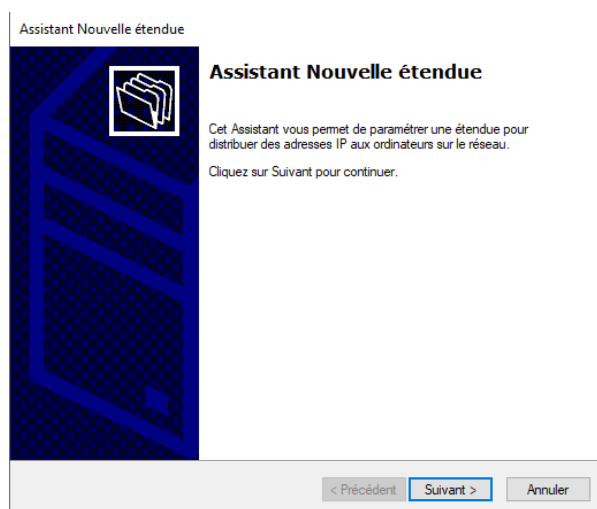 Assistant Nouvelle étendue
Assistant Nouvelle étendue
Cet Assistant vous permet de paramétrer une étendue pour
distribuer des adresses IP aux ordinateurs sur le réseau.
Cliquez sur Suivant pour continuer.
< Précédent Suivant > Annuler